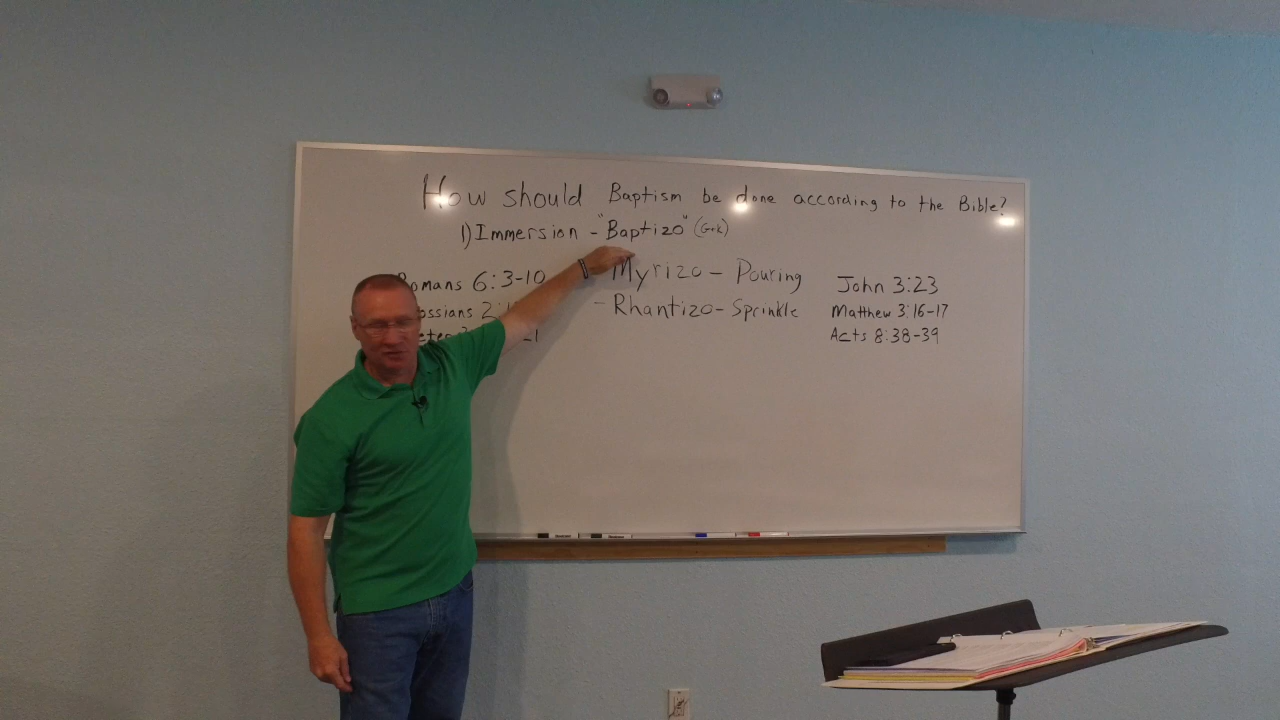 How should Baptism be done according to the Bible?
1) Immersion - "Baptizo" (Grk)
Romans 6:3-10
Myrizo - Pouring
- Rhantizo - Sprinkle
John 3:23
Matthew 3:16-17
Acts 8:38-39